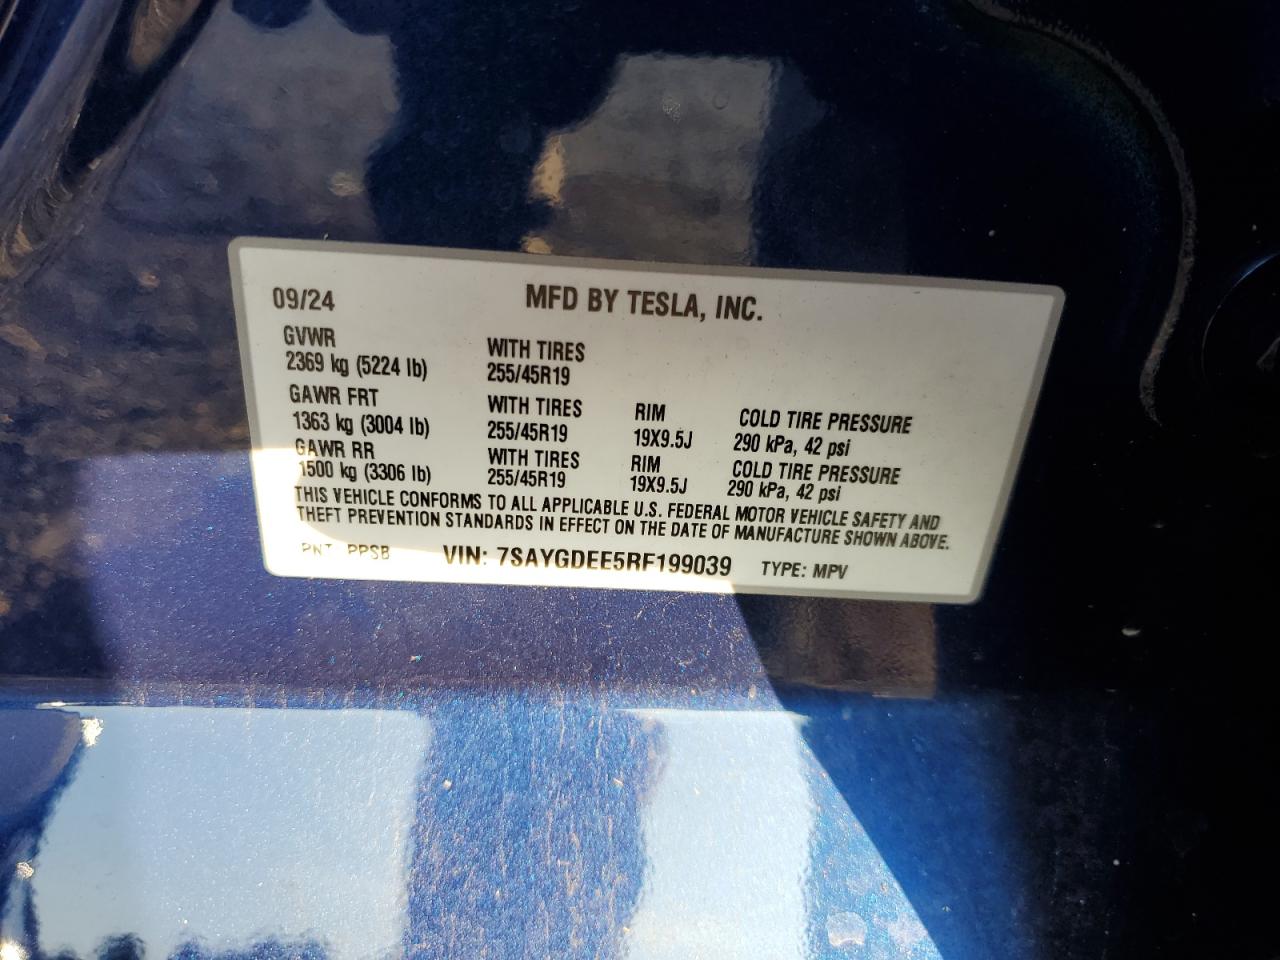 09/24 MFD BY TESLA, INC.
GVWR
2369 kg (5224 lb)
WITH TIRES
255/45R19
GAWR FRT
1363 kg (3004 lb)
WITH TIRES
255/45R19
RIM
19X9.5J
COLD TIRE PRESSURE
290 kPa, 42 psi
GAWR RR
1500 kg (3306 lb)
WITH TIRES
255/45R19
RIM
19X9.5J
COLD TIRE PRESSURE
290 kPa, 42 psi
THIS VEHICLE CONFORMS TO ALL APPLICABLE U.S. FEDERAL MOTOR VEHICLE SAFETY AND
THEFT PREVENTION STANDARDS IN EFFECT ON THE DATE OF MANUFACTURE SHOWN ABOVE.
PNT: PPSB VIN: 7SAYGDEE5RF199039 TYPE: MPV